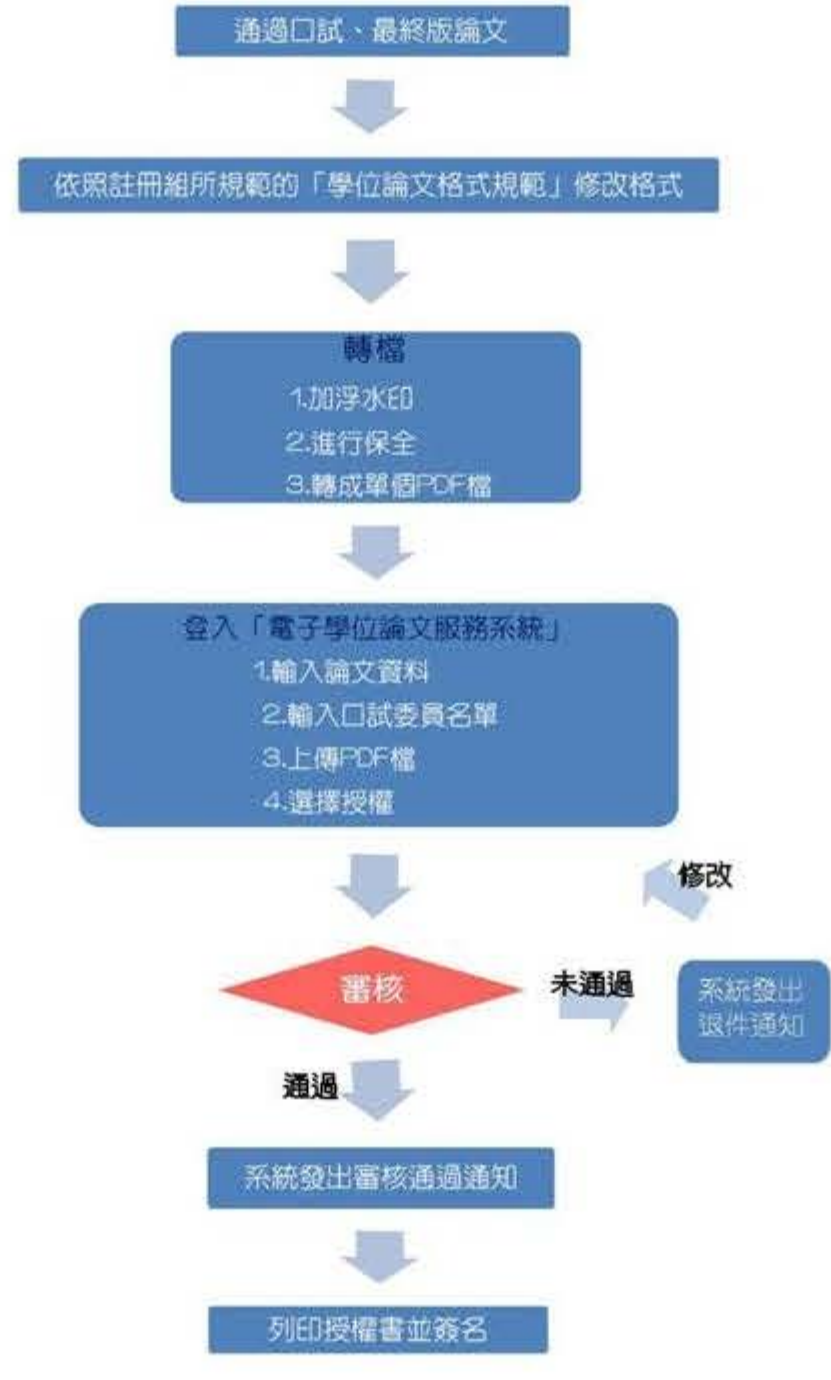 通過口試、最終版論文
依照註冊組所規範的「學位論文格式規範」修改格式
轉檔
1.加浮水印
2.進行保全
3.轉成單個PDF檔
登入「電子學位論文服務系統」
1.輸入論文資料
2.輸入口試委員名單
3.上傳PDF檔
4.選擇授權
修改
審核
未通過
系統發出
退件通知
通過
系統發出審核通過通知
列印授權書並簽名